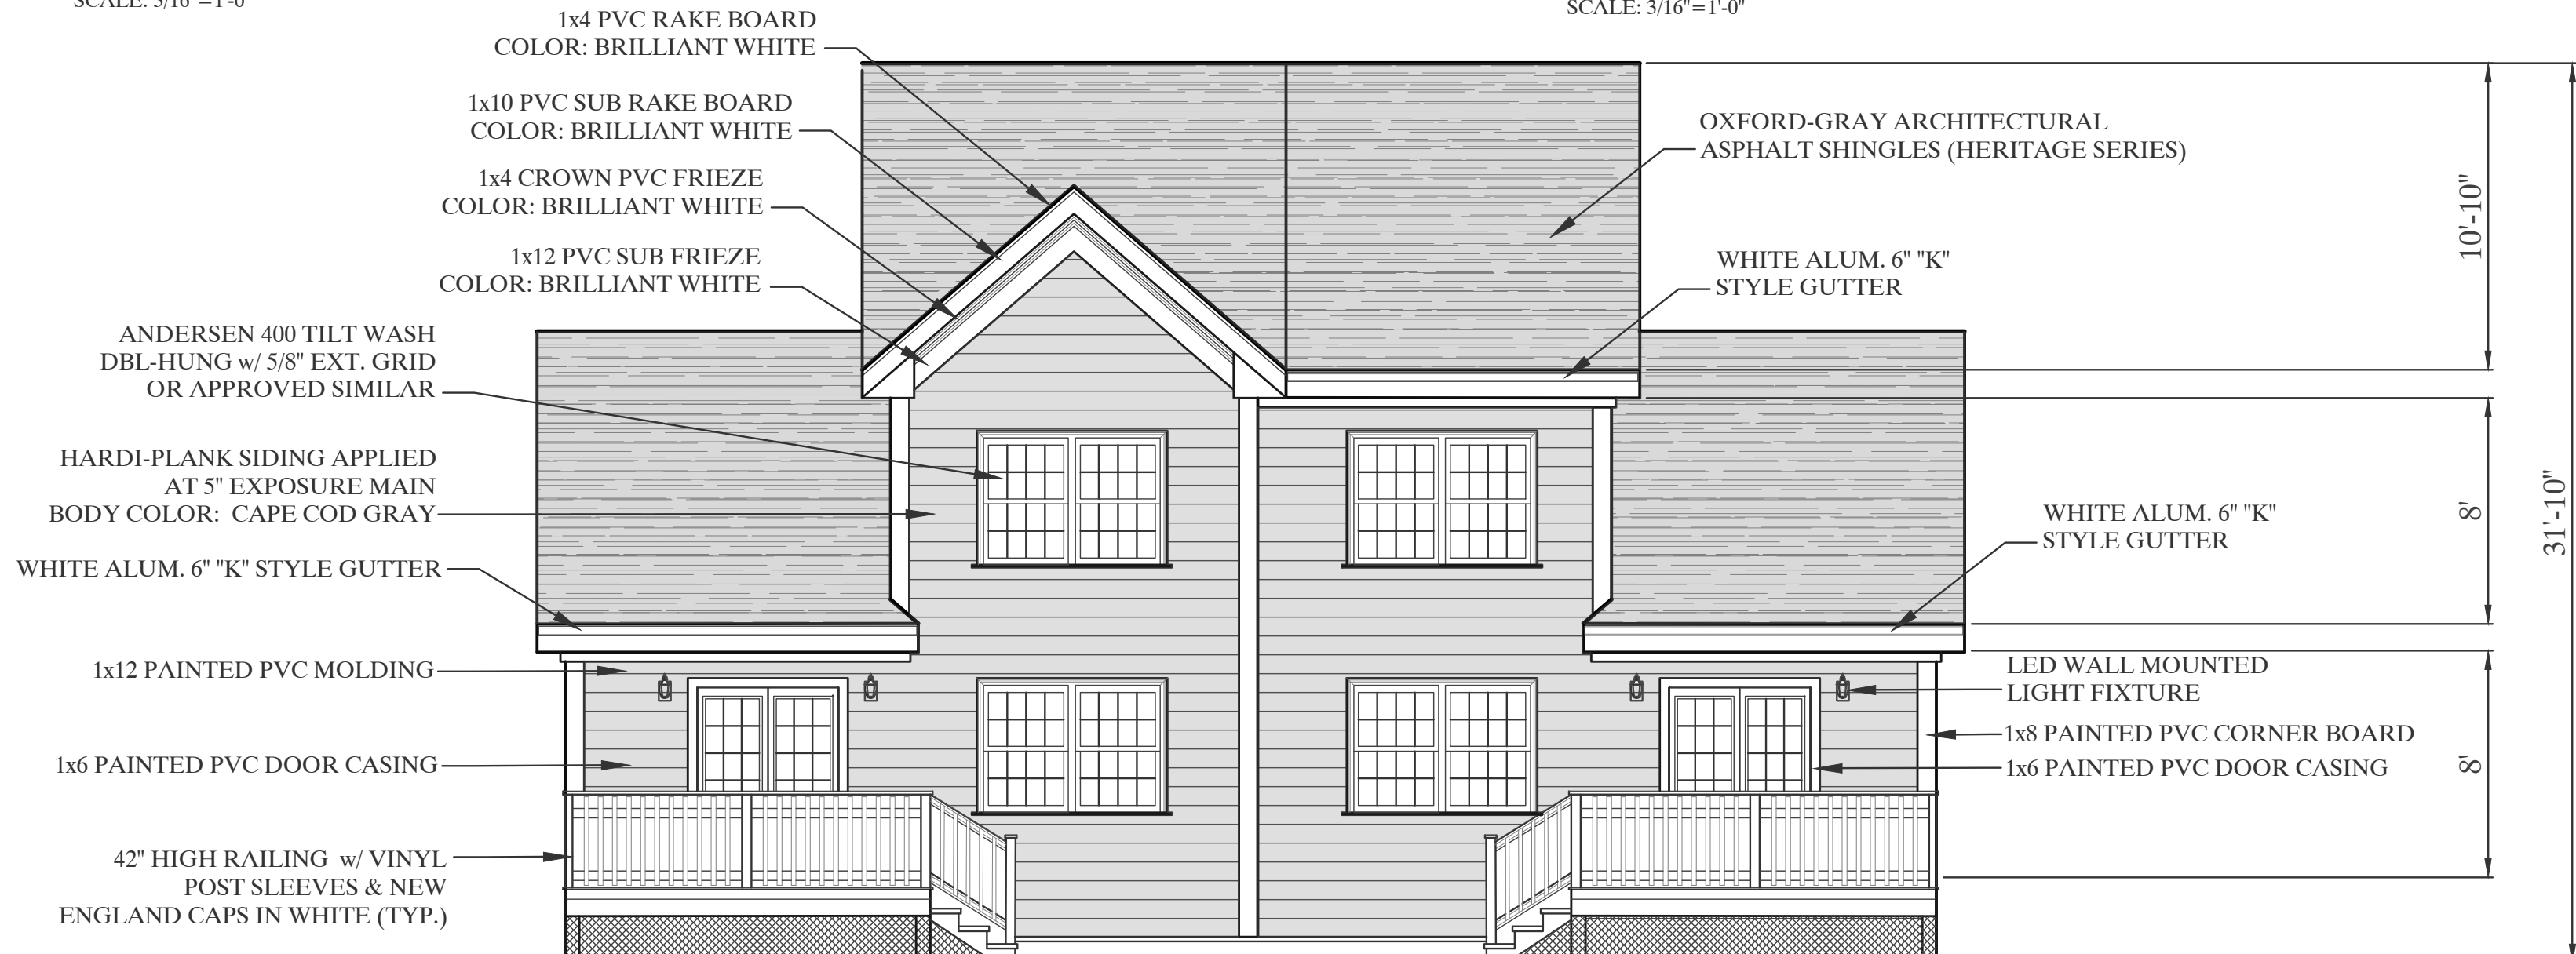 SCALE: 3/16"=1'-0"
SCALE: 3/16"=1'-0"
1x4 PVC RAKE BOARD
COLOR: BRILLIANT WHITE
1x10 PVC SUB RAKE BOARD
COLOR: BRILLIANT WHITE
1x4 CROWN PVC FRIEZE
COLOR: BRILLIANT WHITE
1x12 PVC SUB FRIEZE
COLOR: BRILLIANT WHITE
ANDERSEN 400 TILT WASH
DBL-HUNG w/ 5/8" EXT. GRID
OR APPROVED SIMILAR
HARDI-PLANK SIDING APPLIED
AT 5" EXPOSURE MAIN
BODY COLOR: CAPE COD GRAY
WHITE ALUM. 6" "K" STYLE GUTTER
1x12 PAINTED PVC MOLDING
1x6 PAINTED PVC DOOR CASING
42" HIGH RAILING w/ VINYL
POST SLEEVES & NEW
ENGLAND CAPS IN WHITE (TYP.)
OXFORD-GRAY ARCHITECTURAL
ASPHALT SHINGLES (HERITAGE SERIES)
WHITE ALUM. 6" "K"
STYLE GUTTER
WHITE ALUM. 6" "K"
STYLE GUTTER
LED WALL MOUNTED
LIGHT FIXTURE
1x8 PAINTED PVC CORNER BOARD
1x6 PAINTED PVC DOOR CASING
10'-10"
8'
8'
31'-10"